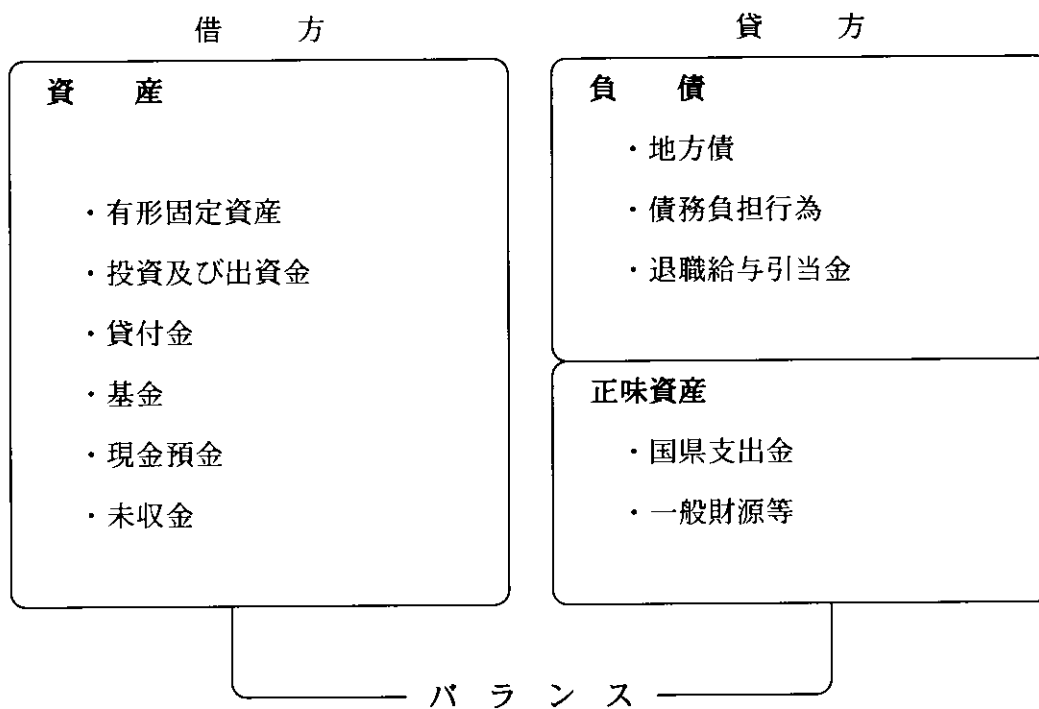 借方
資産
・有形固定資産
・投資及び出資金
・貸付金
・基金
・現金預金
・未収金
貸方
負債
・地方債
・債務負担行為
・退職給与引当金
正味資産
・国県支出金
・一般財源等
バランス